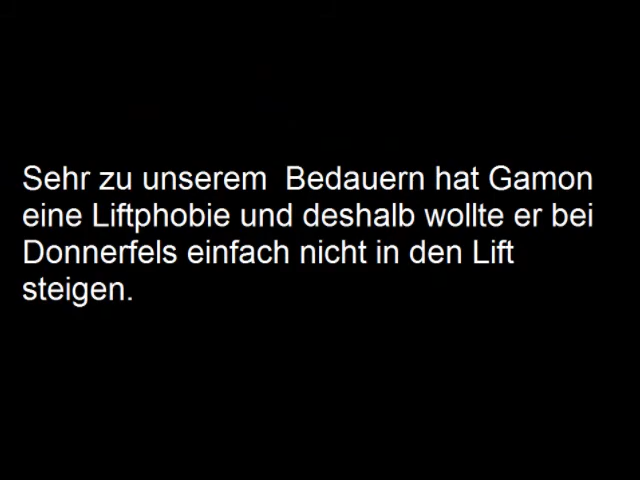 Sehr zu unserem  Bedauern hat Gamon
eine Liftphobie und deshalb wollte er bei
Donnerfels einfach nicht in den Lift
steigen.